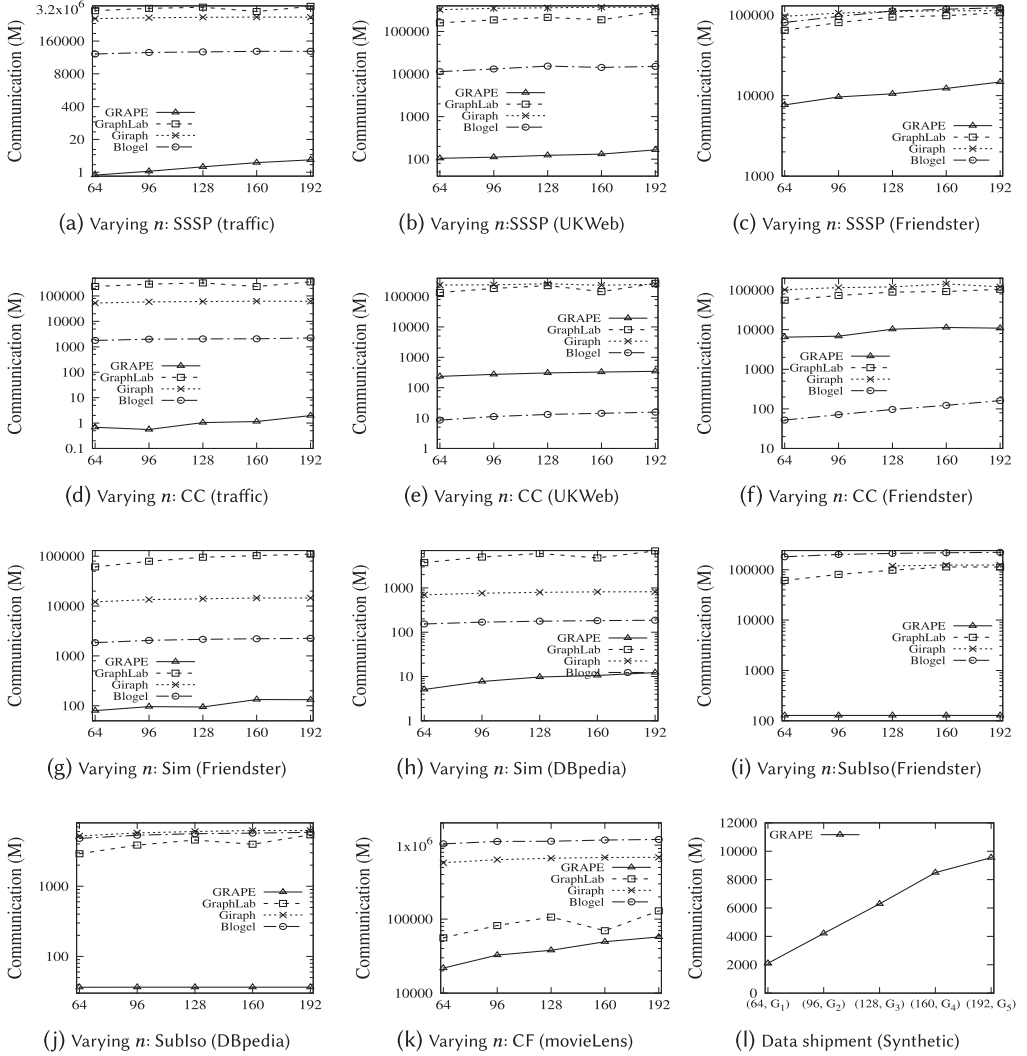 Communication (M)
3.2x10⁶
160000
8000
400
20
1
GRAPE
GraphLab
Giraph
Blogel
64 96 128 160 192
(a) Varying n: SSSP (traffic)
Communication (M)
100000
10000
1000
100
GRAPE
GraphLab
Giraph
Blogel
64 96 128 160 192
(b) Varying n:SSSP (UKWeb)
Communication (M)
100000
10000
1000
GRAPE
GraphLab
Giraph
Blogel
64 96 128 160 192
(c) Varying n: SSSP (Friendster)
Communication (M)
100000
10000
1000
100
10
1
0.1
GRAPE
GraphLab
Giraph
Blogel
64 96 128 160 192
(d) Varying n: CC (traffic)
Communication (M)
100000
10000
1000
100
10
1
GRAPE
GraphLab
Giraph
Blogel
64 96 128 160 192
(e) Varying n: CC (UKWeb)
Communication (M)
100000
10000
1000
100
10
GRAPE
GraphLab
Giraph
Blogel
64 96 128 160 192
(f) Varying n: CC (Friendster)
Communication (M)
100000
10000
1000
100
GRAPE
GraphLab
Giraph
Blogel
64 96 128 160 192
(g) Varying n: Sim (Friendster)
Communication (M)
1000
100
10
1
GRAPE
GraphLab
Giraph
Blogel
64 96 128 160 192
(h) Varying n: Sim (DBpedia)
Communication (M)
100000
10000
1000
100
GRAPE
GraphLab
Giraph
Blogel
64 96 128 160 192
(i) Varying n:SubIso(Friendster)
Communication (M)
1000
100
GRAPE
GraphLab
Giraph
Blogel
64 96 128 160 192
(j) Varying n: SubIso (DBpedia)
Communication (M)
1x10⁶
100000
10000
GRAPE
GraphLab
Giraph
Blogel
64 96 128 160 192
(k) Varying n: CF (movieLens)
Communication (M)
12000
10000
8000
6000
4000
2000
0
GRAPE
(64, G₁) (96, G₂) (128, G₃) (160, G₄) (192, G₅)
(l) Data shipment (Synthetic)